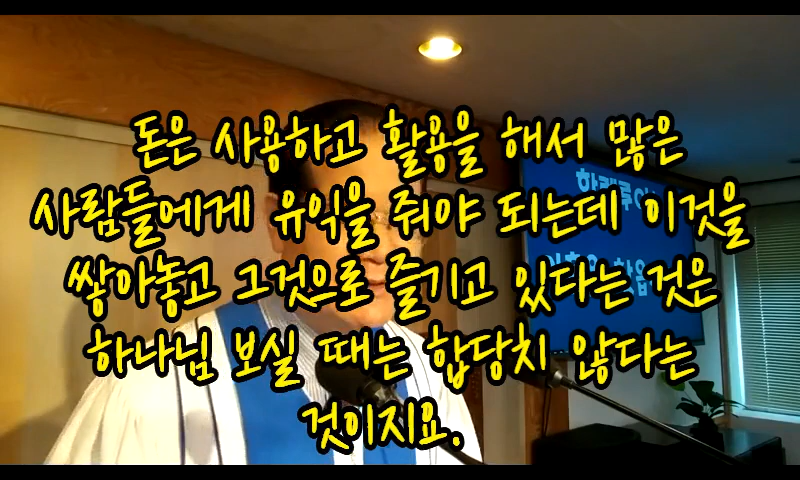 돈은 사용하고 활용을 해서 많은
사람들에게 유익을 줘야 되는데 이것을
쌓아놓고 그것으로 즐기고 있다는 것은
하나님 보실 때는 합당치 않다는
것이지요.